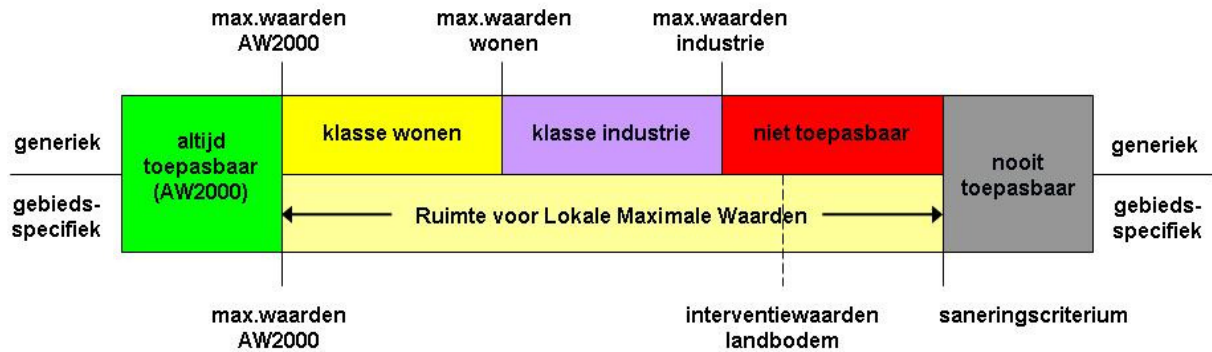 max.waarden
AW2000
max.waarden
wonen
max.waarden
industrie
generiek
altijd
toepasbaar
(AW2000)
klasse wonen
klasse industrie
niet toepasbaar
nooit
toepasbaar
generiek
gebieds-
specifiek
Ruimte voor Lokale Maximale Waarden
gebieds-
specifiek
max.waarden
AW2000
interventiewaarden
landbodem
saneringscriterium